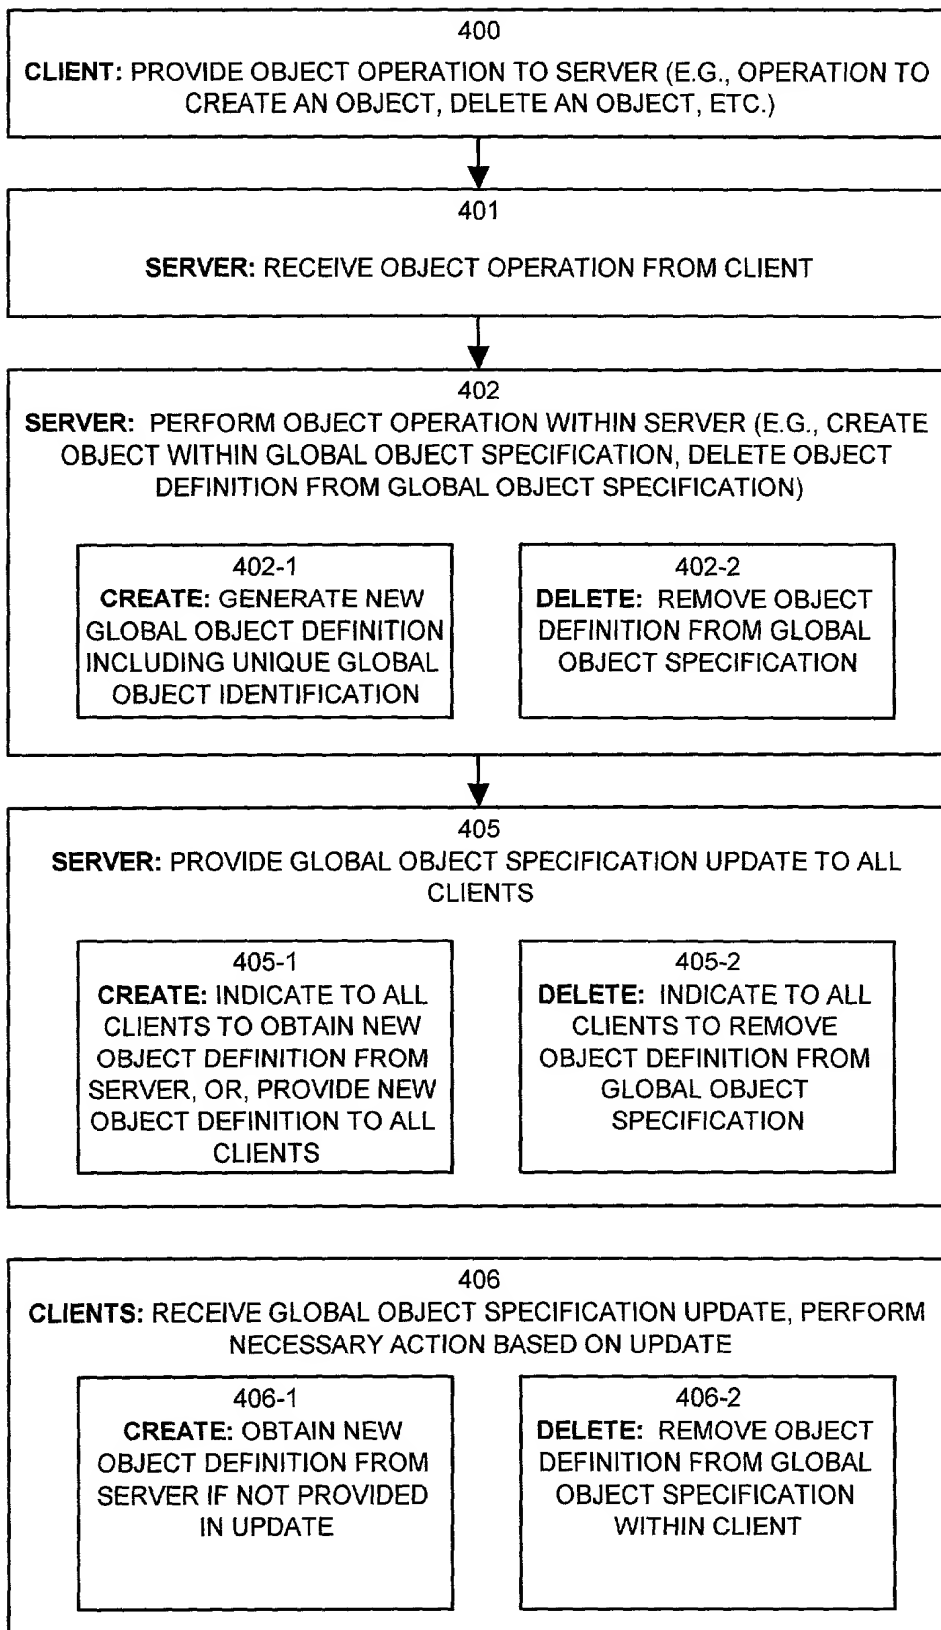 400
CLIENT: PROVIDE OBJECT OPERATION TO SERVER (E.G., OPERATION TO
CREATE AN OBJECT, DELETE AN OBJECT, ETC.)
401
SERVER: RECEIVE OBJECT OPERATION FROM CLIENT
402
SERVER: PERFORM OBJECT OPERATION WITHIN SERVER (E.G., CREATE
OBJECT WITHIN GLOBAL OBJECT SPECIFICATION, DELETE OBJECT
DEFINITION FROM GLOBAL OBJECT SPECIFICATION)
402-1
CREATE: GENERATE NEW
GLOBAL OBJECT DEFINITION
INCLUDING UNIQUE GLOBAL
OBJECT IDENTIFICATION
402-2
DELETE: REMOVE OBJECT
DEFINITION FROM GLOBAL
OBJECT SPECIFICATION
405
SERVER: PROVIDE GLOBAL OBJECT SPECIFICATION UPDATE TO ALL
CLIENTS
405-1
CREATE: INDICATE TO ALL
CLIENTS TO OBTAIN NEW
OBJECT DEFINITION FROM
SERVER, OR, PROVIDE NEW
OBJECT DEFINITION TO ALL
CLIENTS
405-2
DELETE: INDICATE TO ALL
CLIENTS TO REMOVE
OBJECT DEFINITION FROM
GLOBAL OBJECT
SPECIFICATION
406
CLIENTS: RECEIVE GLOBAL OBJECT SPECIFICATION UPDATE, PERFORM
NECESSARY ACTION BASED ON UPDATE
406-1
CREATE: OBTAIN NEW
OBJECT DEFINITION FROM
SERVER IF NOT PROVIDED
IN UPDATE
406-2
DELETE: REMOVE OBJECT
DEFINITION FROM GLOBAL
OBJECT SPECIFICATION
WITHIN CLIENT